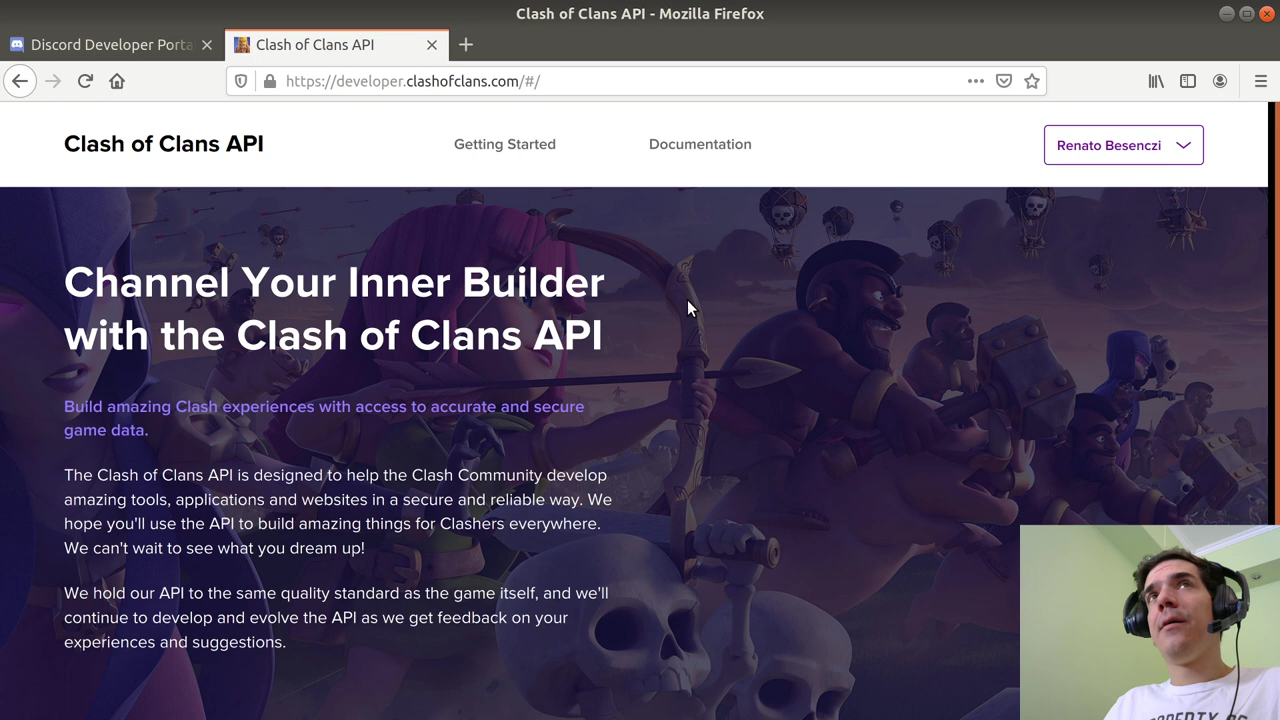 Clash of Clans API - Mozilla Firefox
Discord Developer Porta
Clash of Clans API
https://developer.clashofclans.com/#/
Clash of Clans API
Getting Started
Documentation
Renato Besenczi
Channel Your Inner Builder
with the Clash of Clans API
Build amazing Clash experiences with access to accurate and secure
game data.
The Clash of Clans API is designed to help the Clash Community develop
amazing tools, applications and websites in a secure and reliable way. We
hope you'll use the API to build amazing things for Clashers everywhere.
We can't wait to see what you dream up!
We hold our API to the same quality standard as the game itself, and we'll
continue to develop and evolve the API as we get feedback on your
experiences and suggestions.